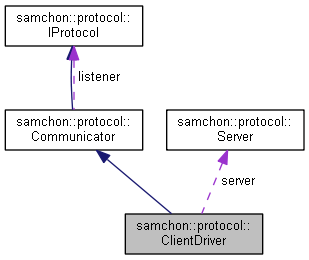 samchon::protocol::
IProtocol
listener
samchon::protocol::
Communicator
samchon::protocol::
Server
server
samchon::protocol::
ClientDriver